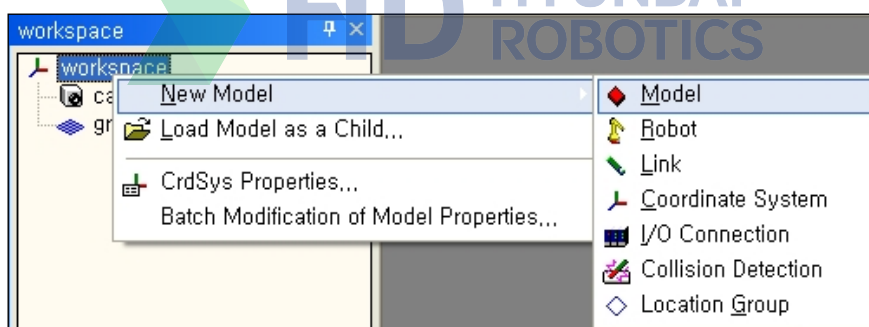 HYUNDAI
ROBOTICS
workspace
workspace
ca
gr
New Model
Load Model as a Child...
CrdSys Properties...
Batch Modification of Model Properties...
Model
Robot
Link
Coordinate System
I/O Connection
Collision Detection
Location Group